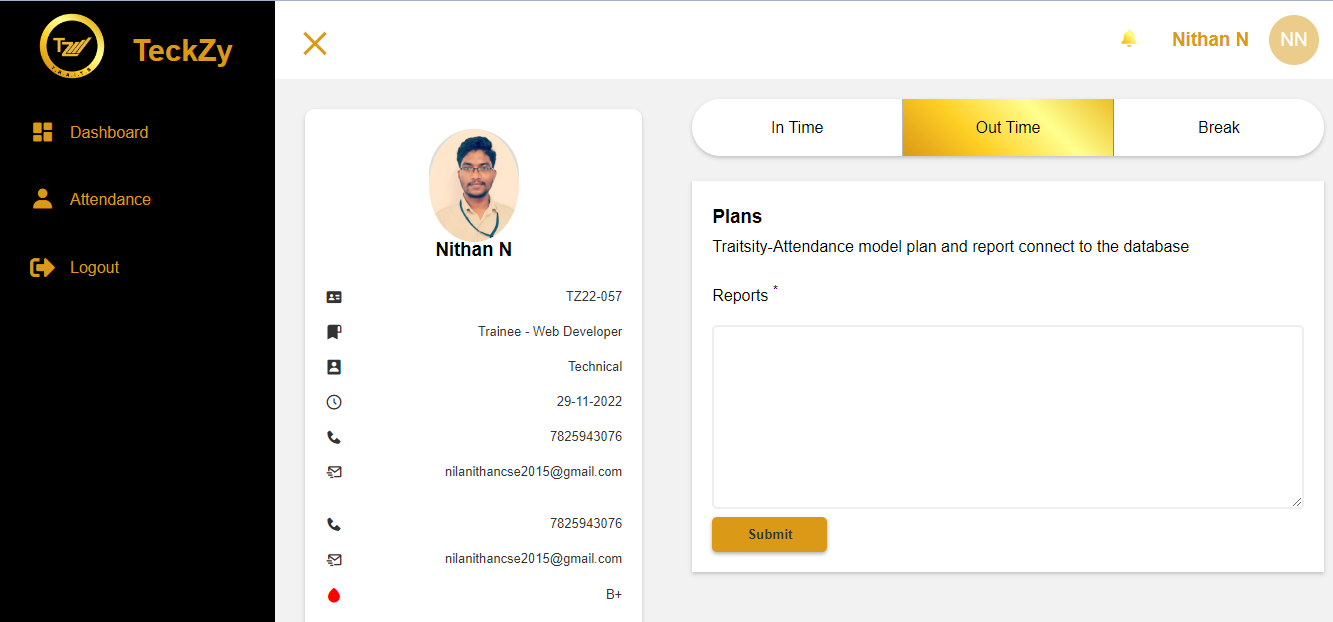 TZ
TeckZy
Nithan N
NN
Dashboard
Attendance
Logout
Nithan N
TZ22-057
Trainee - Web Developer
Technical
29-11-2022
7825943076
nilanithancse2015@gmail.com
7825943076
nilanithancse2015@gmail.com
B+
In Time
Out Time
Break
Plans
Traitsity-Attendance model plan and report connect to the database
Reports *
Submit